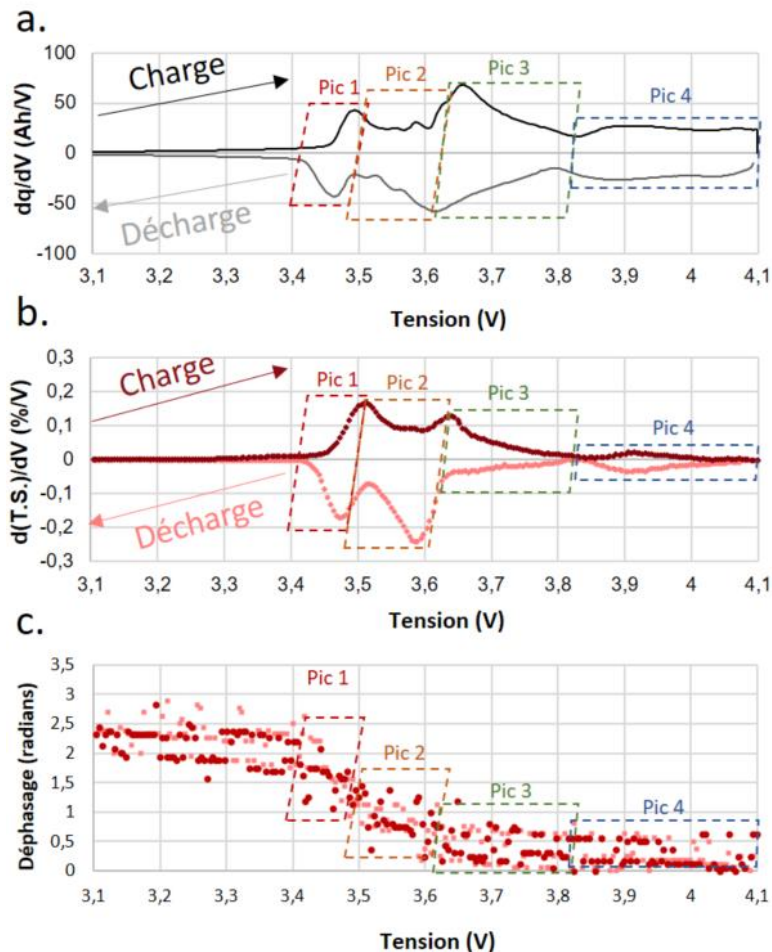 a.
dq/dV (Ah/V)
100
50
0
-50
-100
Charge
Décharge
Pic 1
Pic 2
Pic 3
Pic 4
3,1 3,2 3,3 3,4 3,5 3,6 3,7 3,8 3,9 4 4,1
Tension (V)
b.
d(T.S.)/dV (%/V)
0,3
0,2
0,1
0
-0,1
-0,2
-0,3
Charge
Décharge
Pic 1
Pic 2
Pic 3
Pic 4
3,1 3,2 3,3 3,4 3,5 3,6 3,7 3,8 3,9 4 4,1
Tension (V)
c.
Déphasage (radians)
3,5
3
2,5
2
1,5
1
0,5
0
Pic 1
Pic 2
Pic 3
Pic 4
3,1 3,2 3,3 3,4 3,5 3,6 3,7 3,8 3,9 4 4,1
Tension (V)